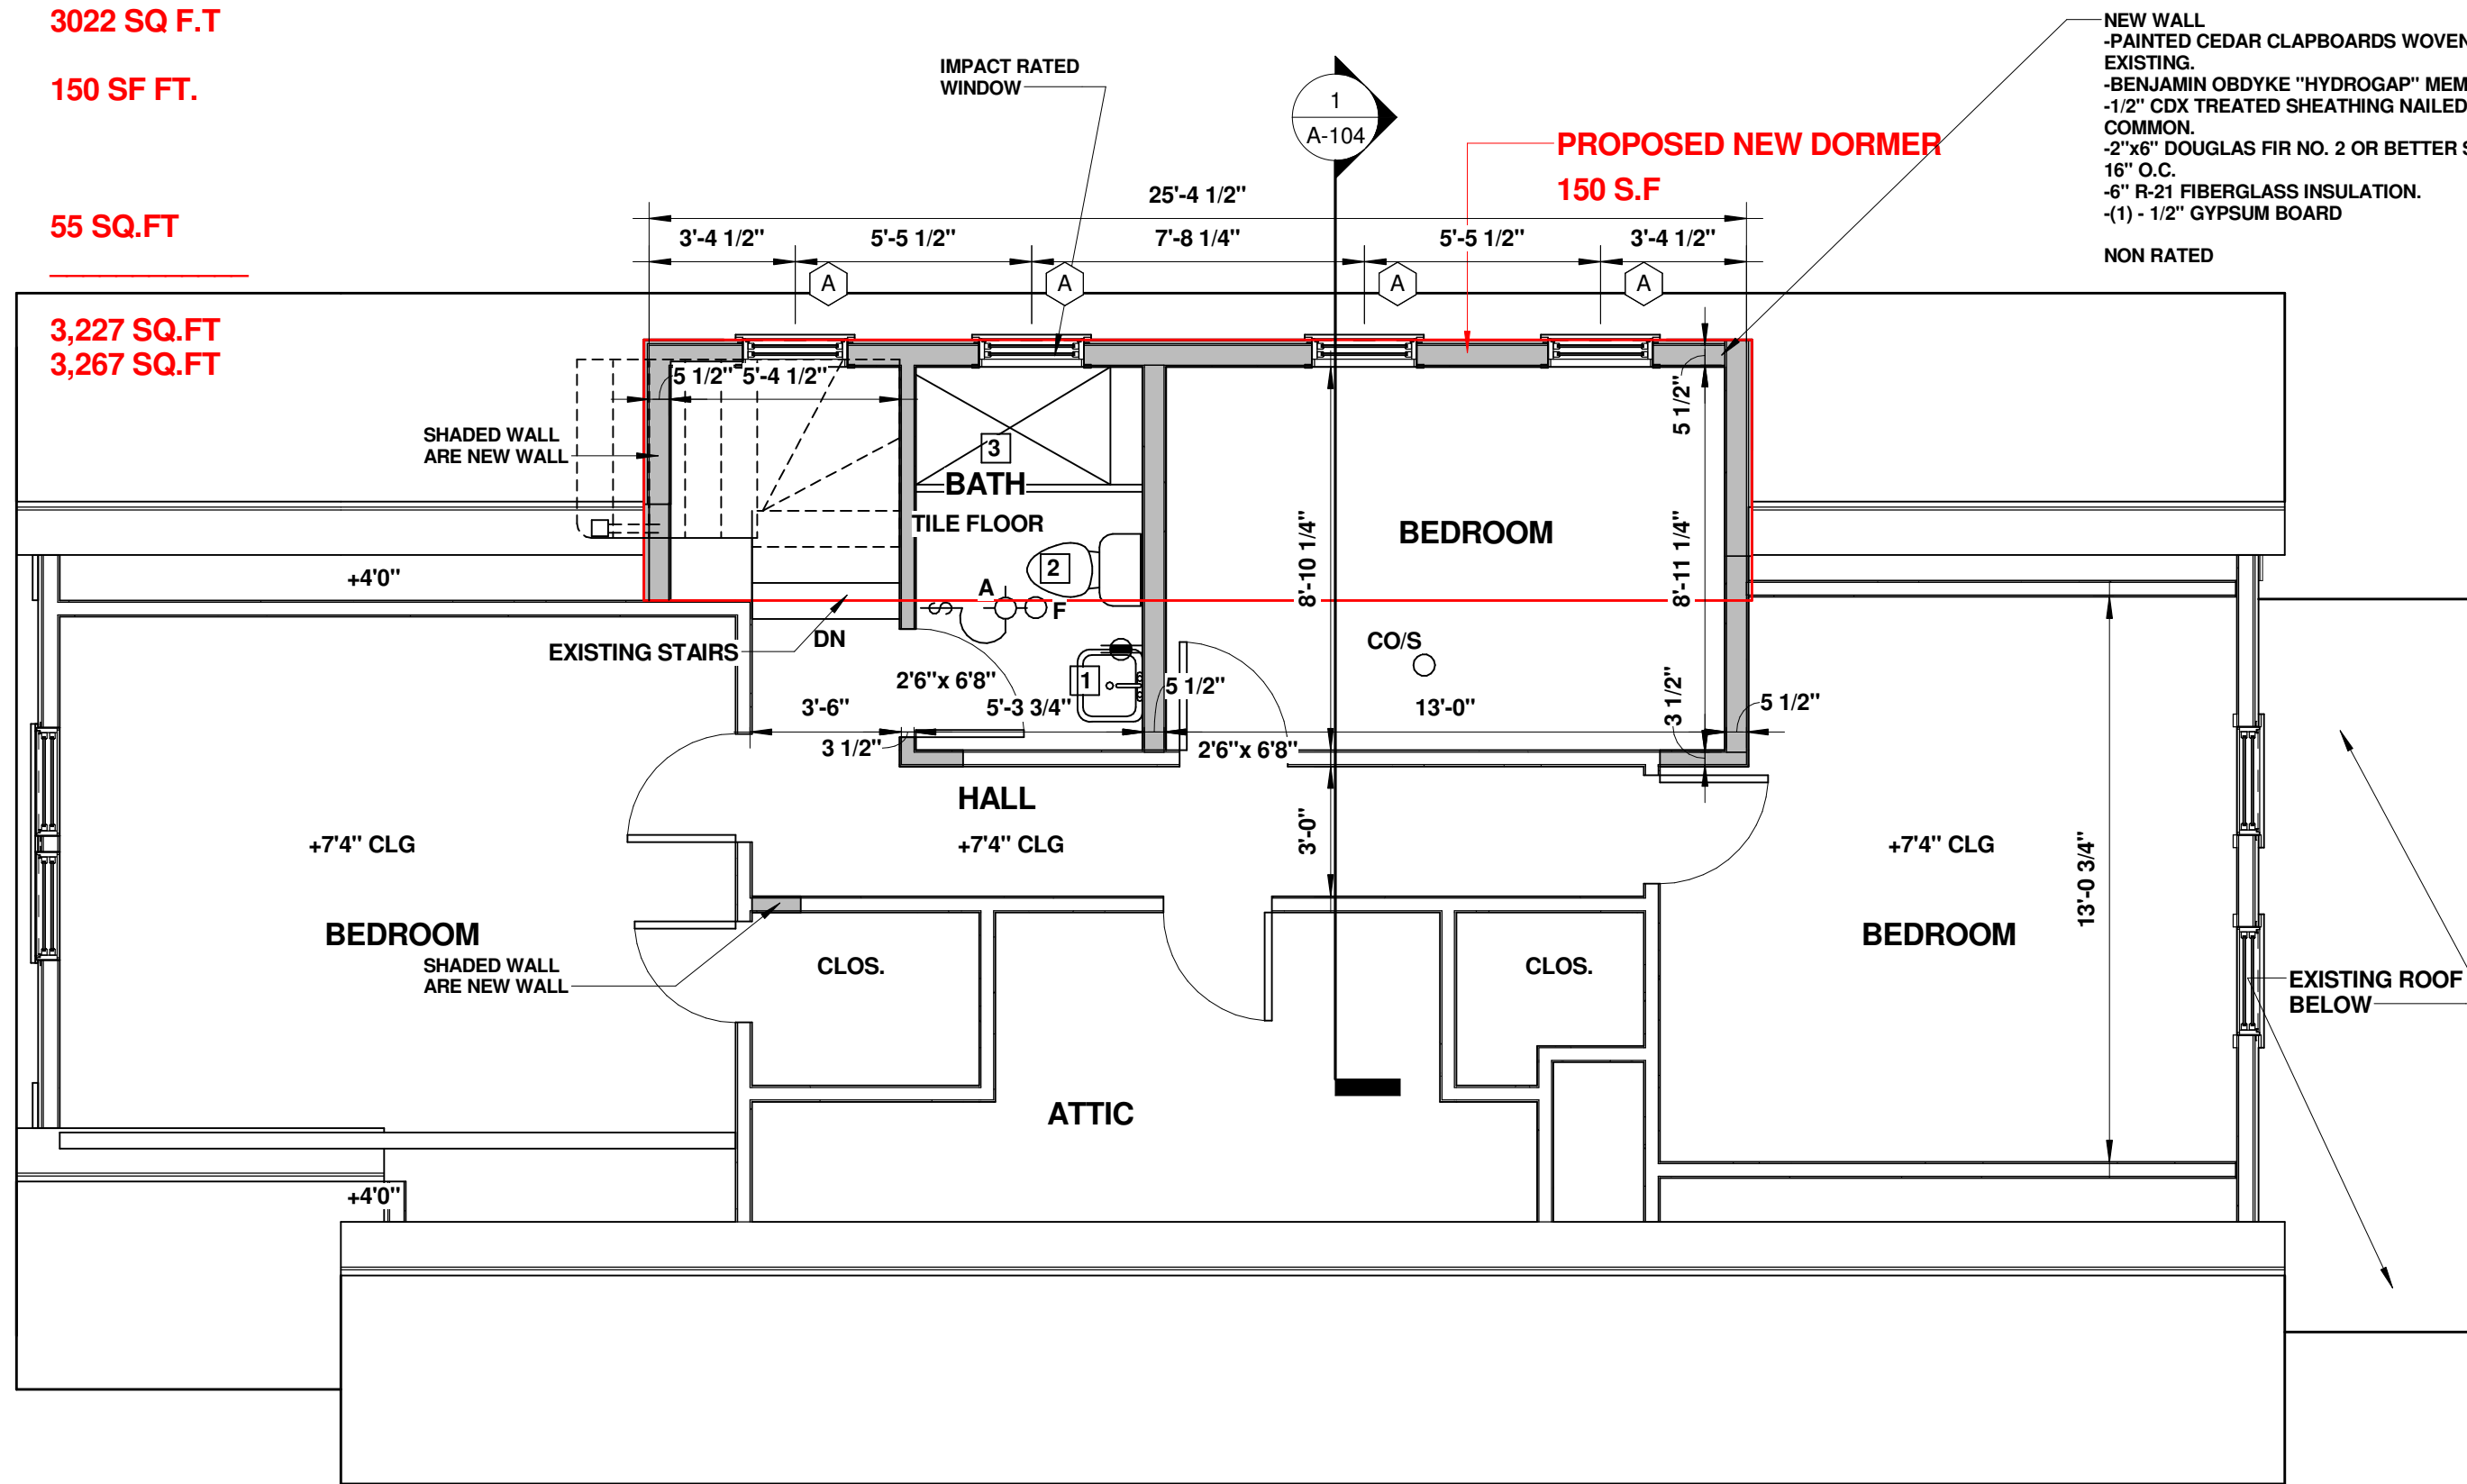 3022 SQ F.T
150 SF FT.
55 SQ.FT
3,227 SQ.FT
3,267 SQ.FT
IMPACT RATED
WINDOW
1
A-104
PROPOSED NEW DORMER
150 S.F
NEW WALL
-PAINTED CEDAR CLAPBOARDS WOVEN
EXISTING.
-BENJAMIN OBDYKE "HYDROGAP" MEM
-1/2" CDX TREATED SHEATHING NAILED
COMMON.
-2"x6" DOUGLAS FIR NO. 2 OR BETTER S
16" O.C.
-6" R-21 FIBERGLASS INSULATION.
-(1) - 1/2" GYPSUM BOARD
NON RATED
25'-4 1/2"
3'-4 1/2"
5'-5 1/2"
7'-8 1/4"
5'-5 1/2"
3'-4 1/2"
A
A
A
A
5 1/2"
5'-4 1/2"
5 1/2"
SHADED WALL
ARE NEW WALL
3
BATH
TILE FLOOR
BEDROOM
8'-10 1/4"
8'-11 1/4"
+4'0"
2
A
S
F
EXISTING STAIRS
DN
CO/S
2'6"x 6'8"
1
5 1/2"
3'-6"
5'-3 3/4"
13'-0"
3 1/2"
5 1/2"
3 1/2"
2'6"x 6'8"
HALL
3'-0"
+7'4" CLG
+7'4" CLG
+7'4" CLG
13'-0 3/4"
BEDROOM
BEDROOM
SHADED WALL
ARE NEW WALL
CLOS.
CLOS.
EXISTING ROOF
BELOW
ATTIC
+4'0"